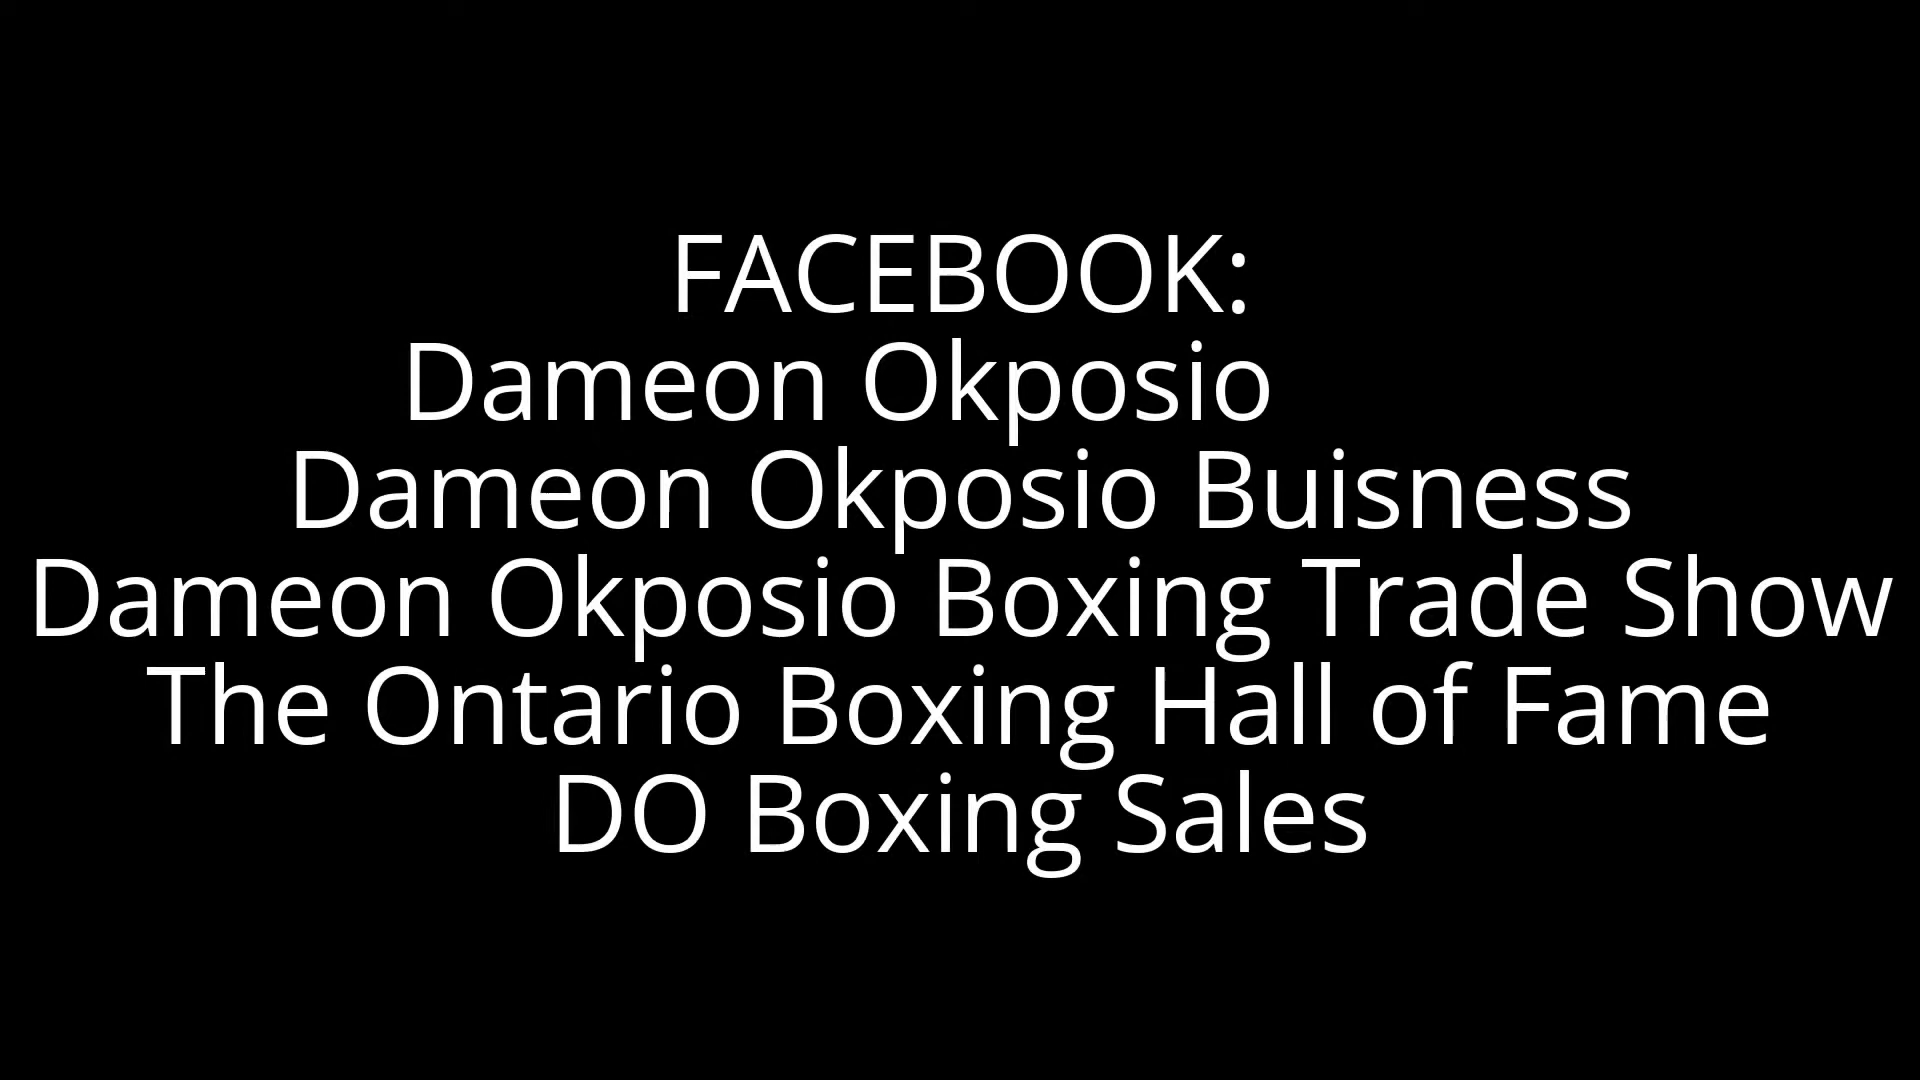 FACEBOOK:
Dameon Okposio
Dameon Okposio Buisness
Dameon Okposio Boxing Trade Show
The Ontario Boxing Hall of Fame
DO Boxing Sales